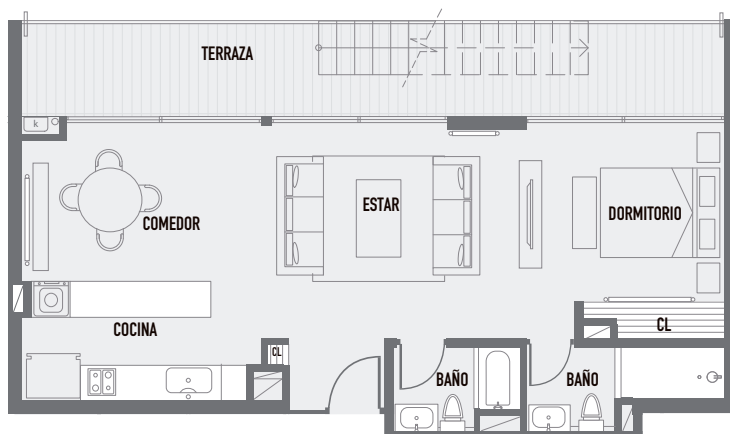 TERRAZA
k
COMEDOR
ESTAR
DORMITORIO
COCINA
CL
CL
BAÑO
BAÑO